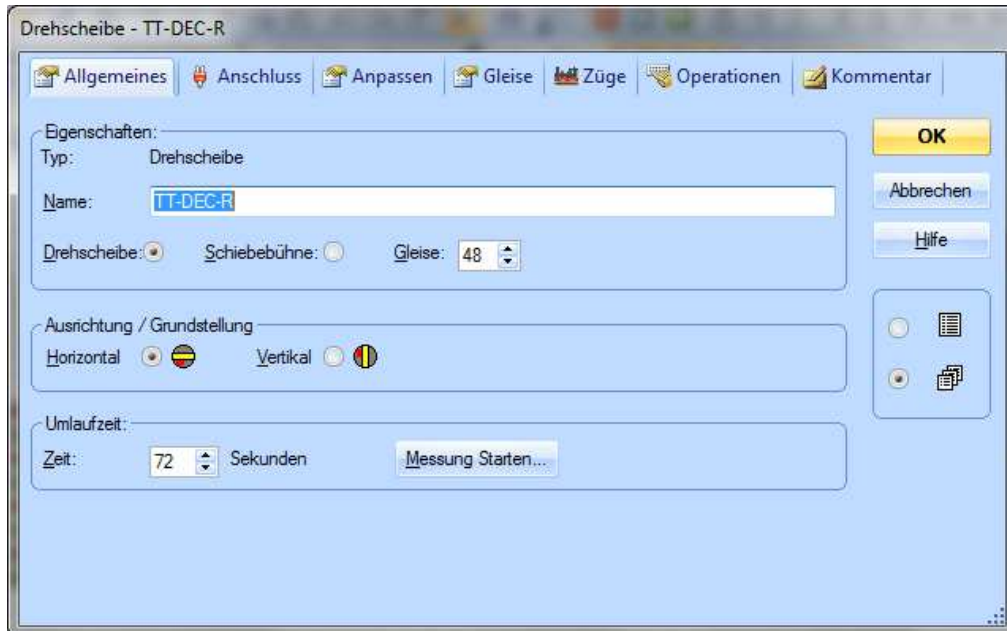 Drehscheibe - TT-DEC-R
Allgemeines Anschluss Anpassen Gleise Züge Operationen Kommentar
Eigenschaften:
Typ: Drehscheibe
Name: TT-DEC-R
Drehscheibe: Schiebebühne: Gleise: 48
Ausrichtung / Grundstellung
Horizontal Vertikal
Umlaufzeit:
Zeit: 72 Sekunden Messung Starten...
OK
Abbrechen
Hilfe